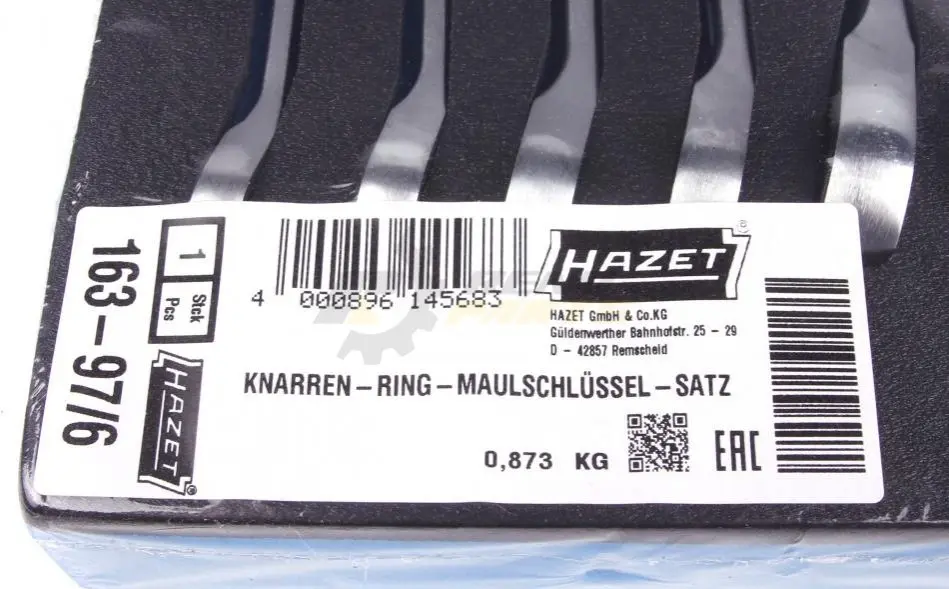 163-97/6
1
Stck
Pcs
HAZET®
4 000896 145683
HAZET®
HAZET GmbH & Co.KG
Güldenwerther Bahnhofstr. 25 - 29
D - 42857 Remscheid
KNARREN-RING-MAULSCHLÜSSEL-SATZ
0,873 KG
EAC